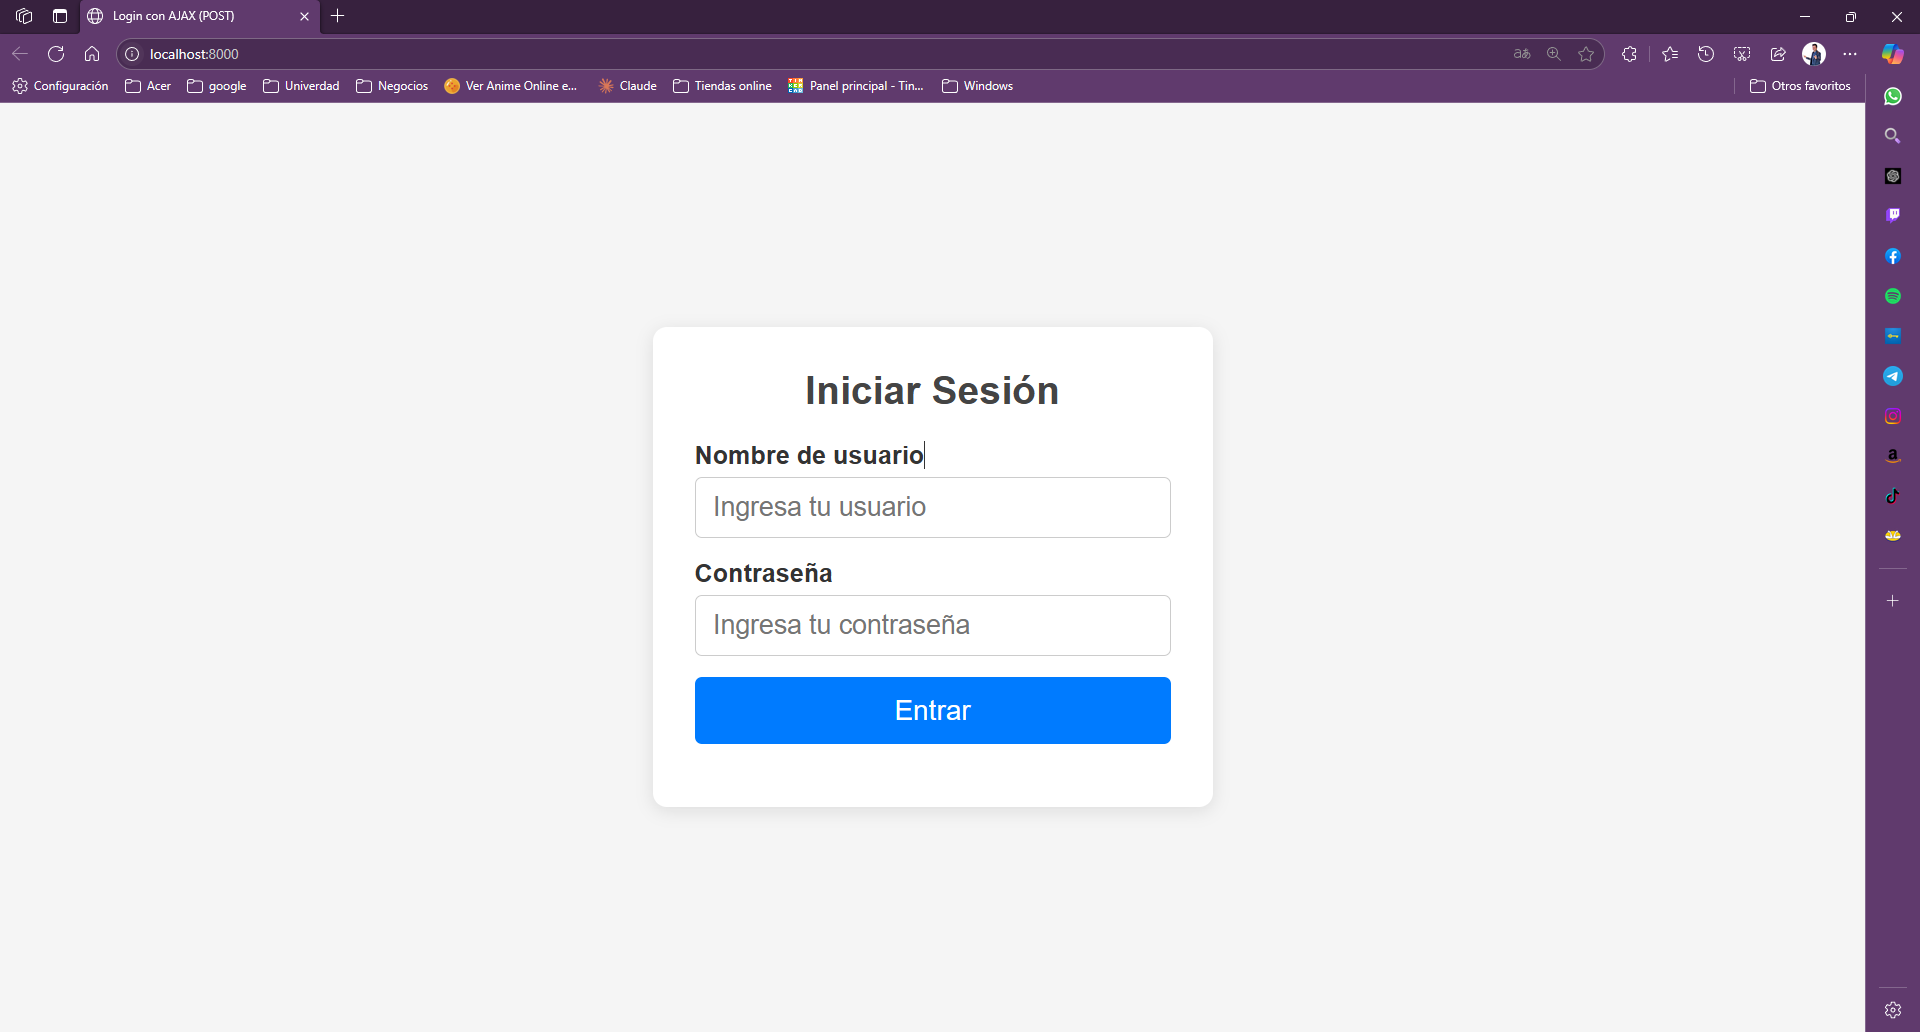 Login con AJAX (POST)
localhost:8000
Configuración
Acer
google
Univerdad
Negocios
Ver Anime Online e...
Claude
Tiendas online
Panel principal - Tin...
Windows
Otros favoritos
Iniciar Sesión
Nombre de usuario
Ingresa tu usuario
Contraseña
Ingresa tu contraseña
Entrar